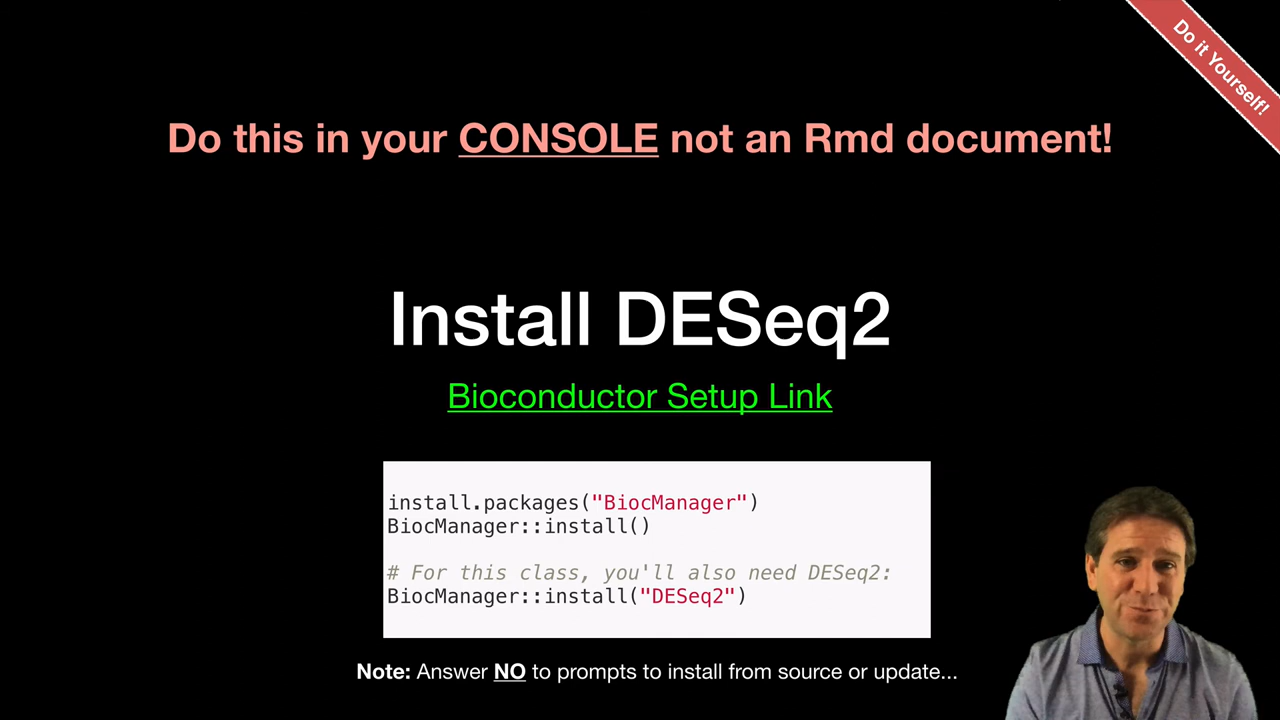 Do it Yourself!
Do this in your CONSOLE not an Rmd document!
Install DESeq2
Bioconductor Setup Link
install.packages("BiocManager")
BiocManager::install()
# For this class, you'll also need DESeq2:
BiocManager::install("DESeq2")
Note: Answer NO to prompts to install from source or update...